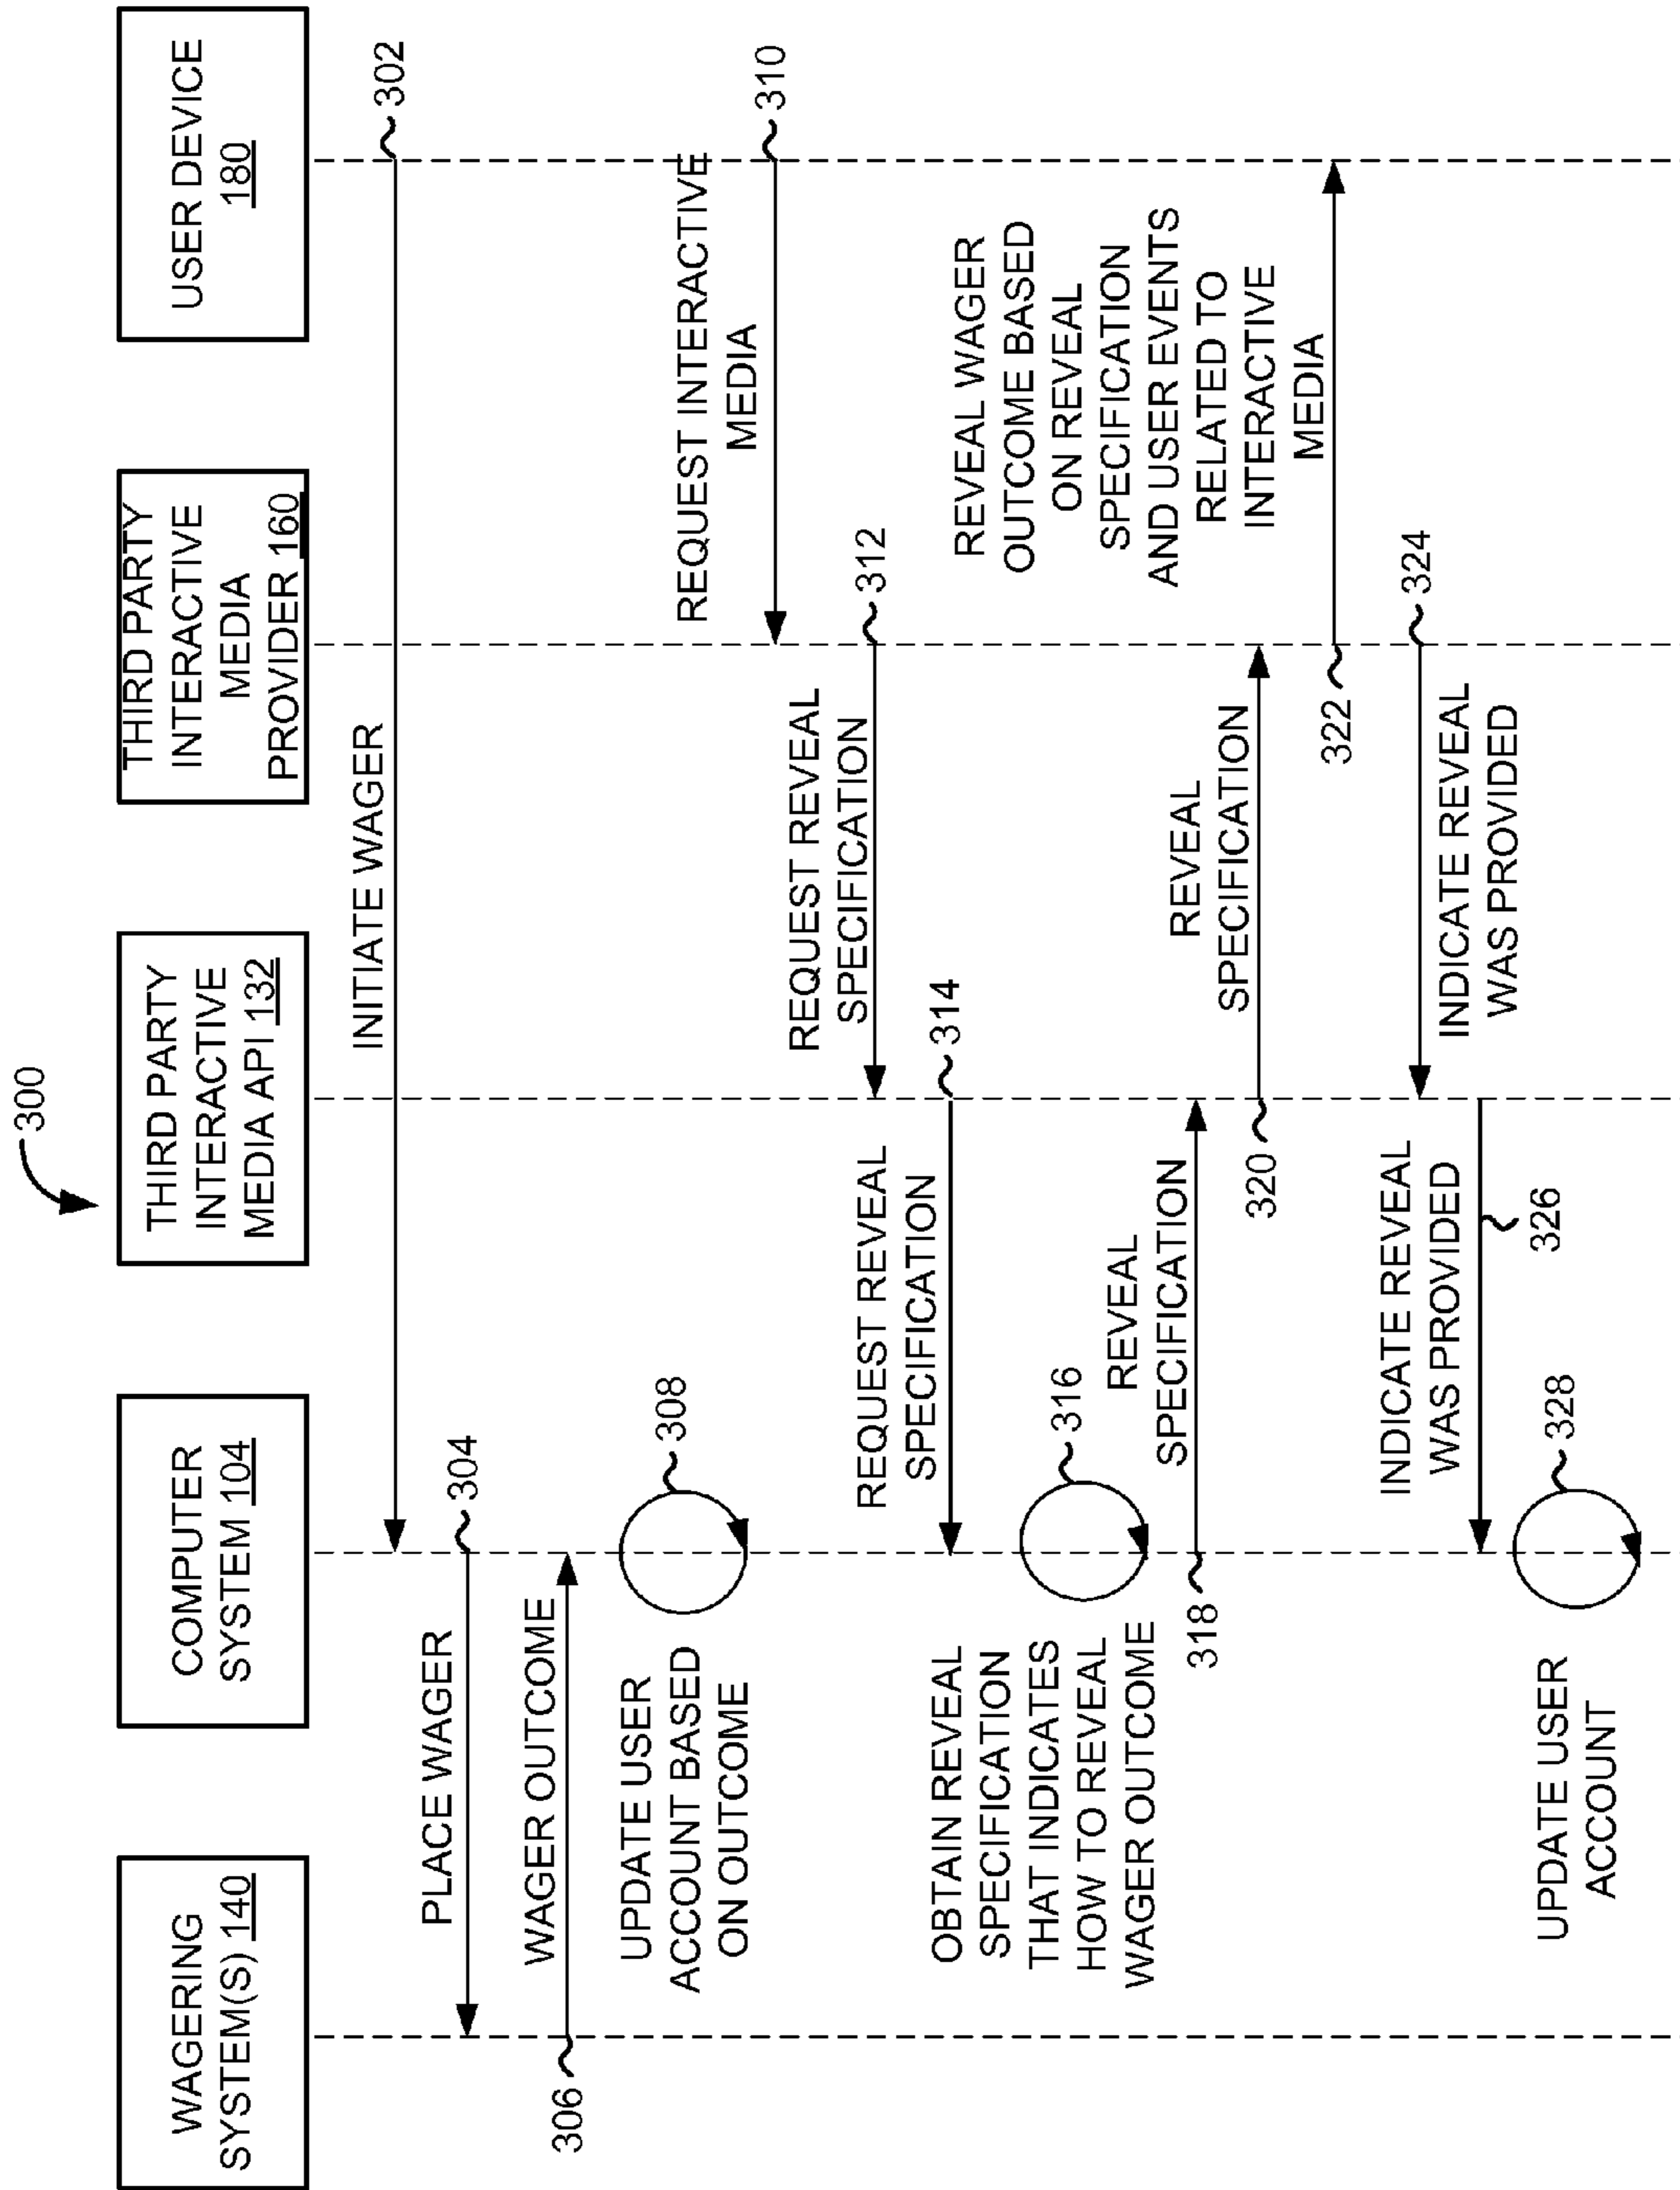 300
WAGERING
SYSTEM(S) 140
COMPUTER
SYSTEM 104
THIRD PARTY
INTERACTIVE
MEDIA API 132
THIRD PARTY
INTERACTIVE
MEDIA
PROVIDER 160
USER DEVICE
180
INITIATE WAGER
302
PLACE WAGER
304
WAGER OUTCOME
306
UPDATE USER
ACCOUNT BASED
ON OUTCOME
308
REQUEST INTERACTIVE
MEDIA
310
REQUEST REVEAL
SPECIFICATION
312
REQUEST REVEAL
SPECIFICATION
314
OBTAIN REVEAL
SPECIFICATION
THAT INDICATES
HOW TO REVEAL
WAGER OUTCOME
316
REVEAL
SPECIFICATION
318
REVEAL
SPECIFICATION
320
REVEAL WAGER
OUTCOME BASED
ON REVEAL
SPECIFICATION
AND USER EVENTS
RELATED TO
INTERACTIVE
MEDIA
322
INDICATE REVEAL
WAS PROVIDED
324
INDICATE REVEAL
WAS PROVIDED
326
UPDATE USER
ACCOUNT
328